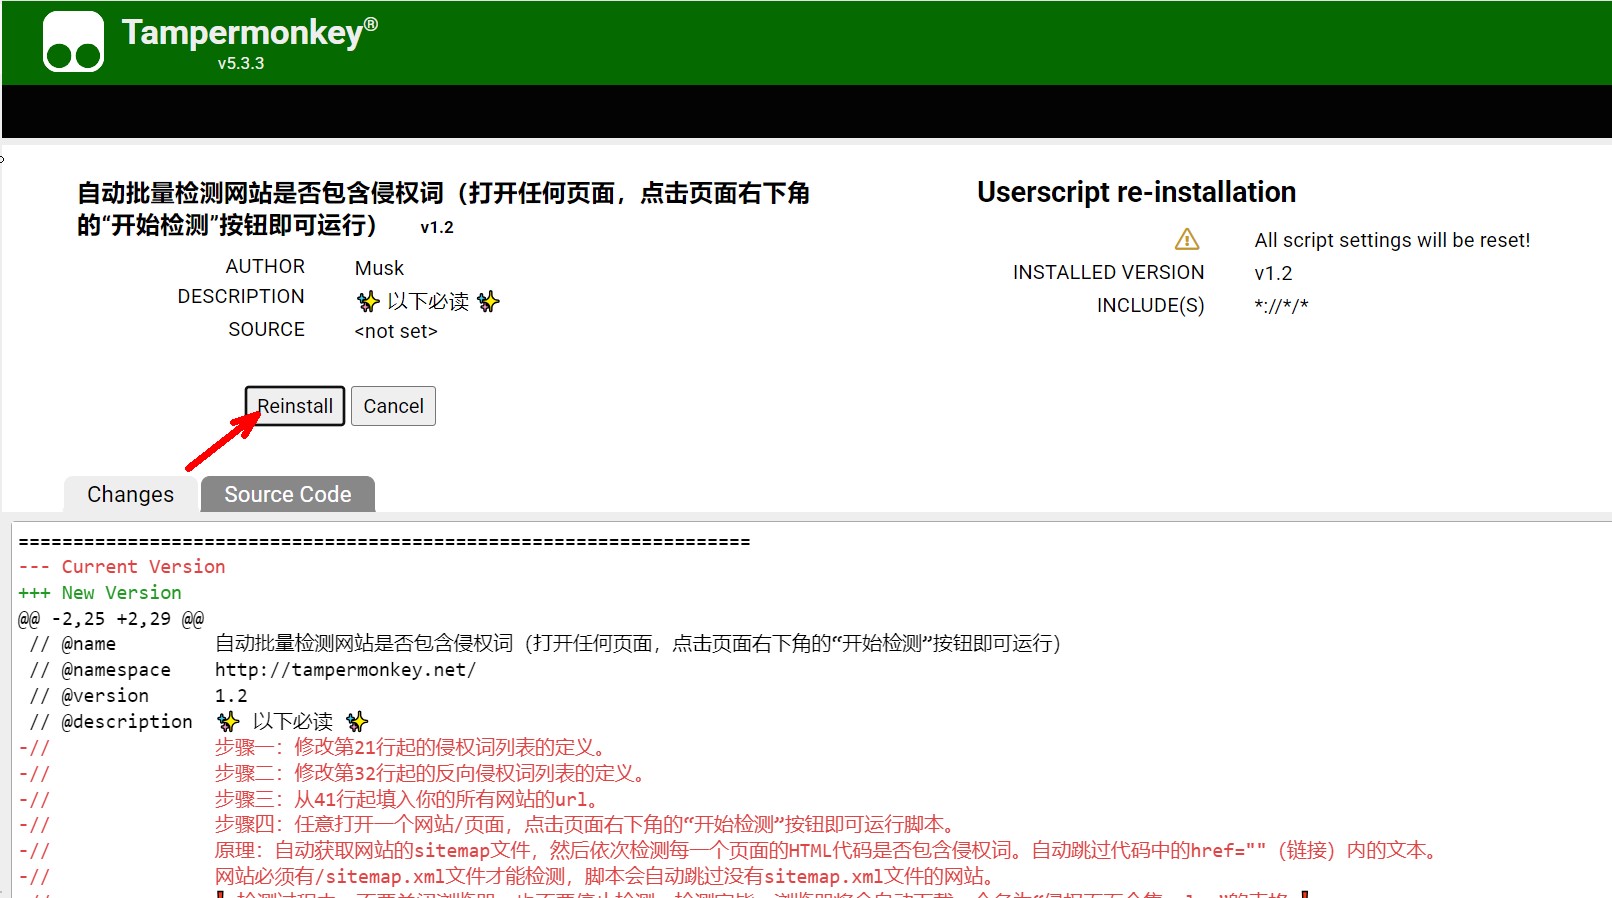 Tampermonkey®
v5.3.3
自动批量检测网站是否包含侵权词（打开任何页面，点击页面右下角
的“开始检测”按钮即可运行） v1.2
AUTHOR Musk
DESCRIPTION ✨ 以下必读 ✨
SOURCE <not set>
Reinstall Cancel
Userscript re-installation
All script settings will be reset!
INSTALLED VERSION v1.2
INCLUDE(S) *://*/*
Changes Source Code
===================================================================
--- Current Version
+++ New Version
@@ -2,25 +2,29 @@
// @name 自动批量检测网站是否包含侵权词（打开任何页面，点击页面右下角的“开始检测”按钮即可运行）
// @namespace http://tampermonkey.net/
// @version 1.2
// @description ✨ 以下必读 ✨
-// 步骤一：修改第21行起的侵权词列表的定义。
-// 步骤二：修改第32行起的反向侵权词列表的定义。
-// 步骤三：从41行起填入你的所有网站的url。
-// 步骤四：任意打开一个网站/页面，点击页面右下角的“开始检测”按钮即可运行脚本。
-// 原理：自动获取网站的sitemap文件，然后依次检测每一个页面的HTML代码是否包含侵权词。自动跳过代码中的href=""（链接）内的文本。
-// 网站必须有/sitemap.xml文件才能检测，脚本会自动跳过没有sitemap.xml文件的网站。